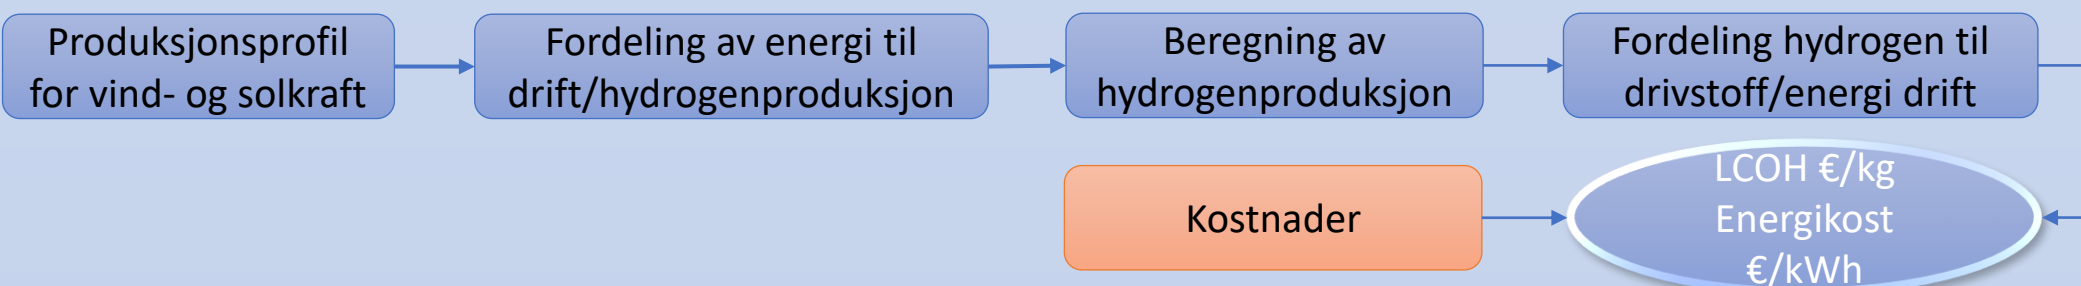 Produksjonsprofil
for vind- og solkraft
Fordeling av energi til
drift/hydrogenproduksjon
Beregning av
hydrogenproduksjon
Fordeling hydrogen til
drivstoff/energi drift
Kostnader
LCOH €/kg
Energikost
€/kWh